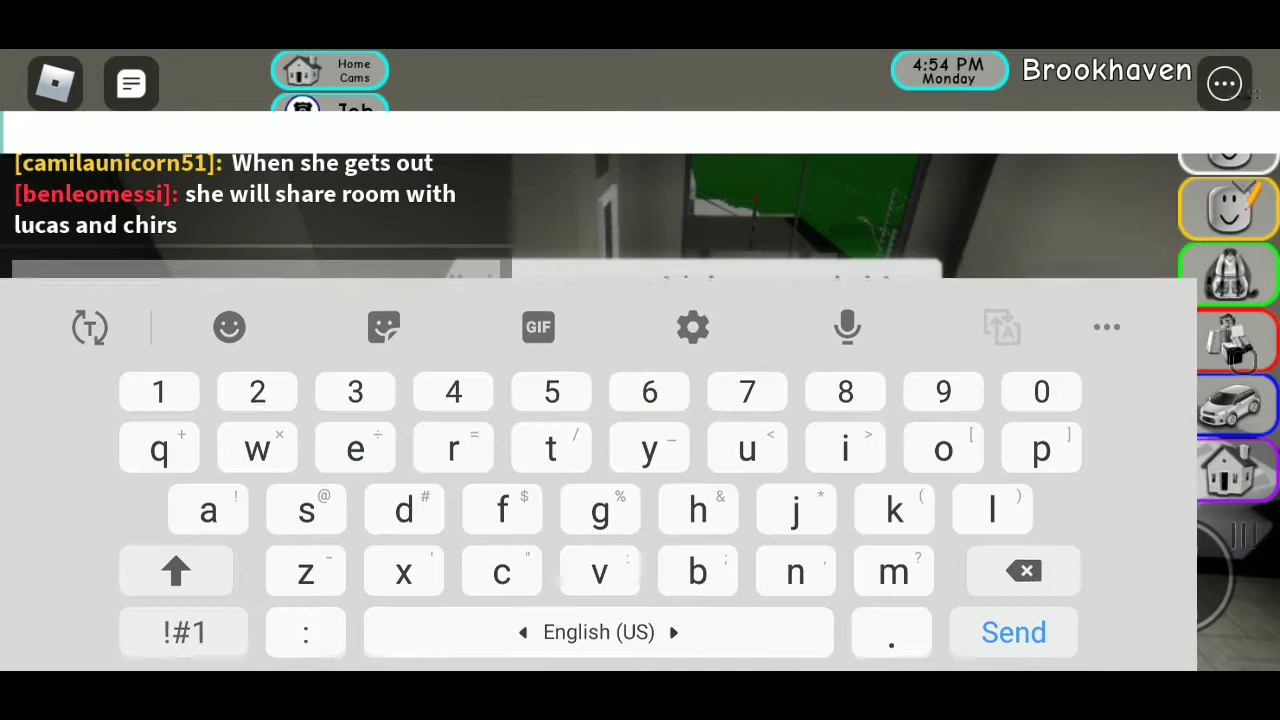 Home
Cams
Job
4:54 PM
Monday
Brookhaven
[camilaunicorn51]: When she gets out
[benleomessi]: she will share room with
lucas and chirs
T
GIF
A
1 2 3 4 5 6 7 8 9 0
q + w × e ÷ r = t / y _ u < i > o [ p ]
a ! s @ d # f $ g % h & j * k ( l )
z - x ' c " v : b ; n , m ?
!#1 : English (US) . Send